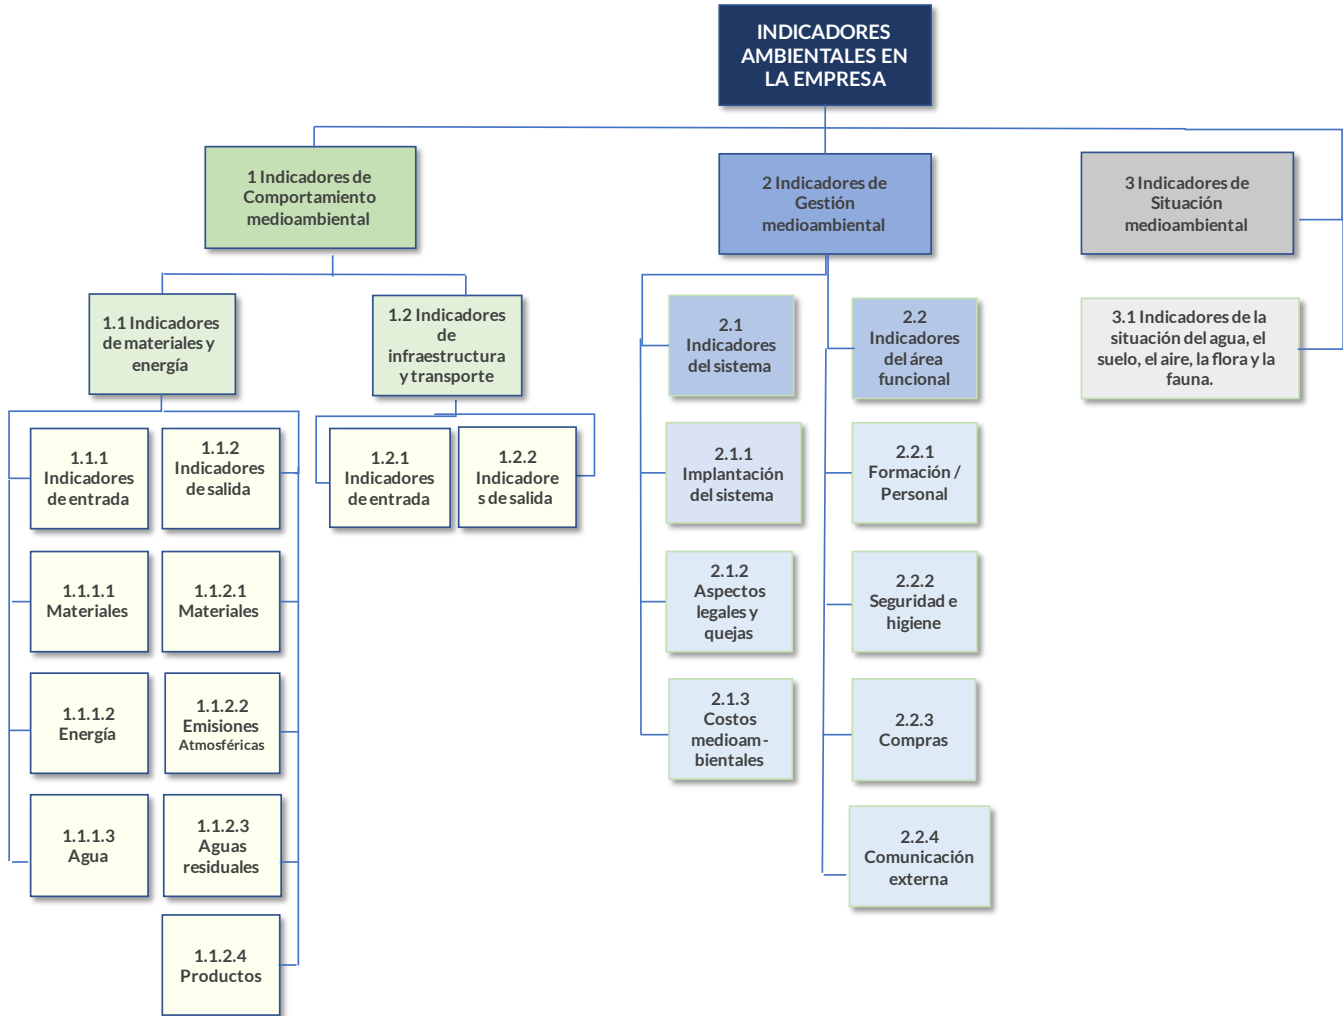 INDICADORES
AMBIENTALES EN
LA EMPRESA
1 Indicadores de
Comportamiento
medioambiental
2 Indicadores de
Gestión
medioambiental
3 Indicadores de
Situación
medioambiental
1.1 Indicadores
de materiales y
energía
1.2 Indicadores
de
infraestructura
y transporte
2.1
Indicadores
del sistema
2.2
Indicadores
del área
funcional
3.1 Indicadores de la
situación del agua, el
suelo, el aire, la flora y la
fauna.
1.1.1
Indicadores
de entrada
1.1.2
Indicadores
de salida
1.2.1
Indicadores
de entrada
1.2.2
Indicadore
s de salida
2.1.1
Implantación
del sistema
2.2.1
Formación /
Personal
1.1.1.1
Materiales
1.1.2.1
Materiales
2.1.2
Aspectos
legales y
quejas
2.2.2
Seguridad e
higiene
1.1.1.2
Energía
1.1.2.2
Emisiones
Atmosféricas
2.1.3
Costos
medioam-
bientales
2.2.3
Compras
1.1.1.3
Agua
1.1.2.3
Aguas
residuales
2.2.4
Comunicación
externa
1.1.2.4
Productos